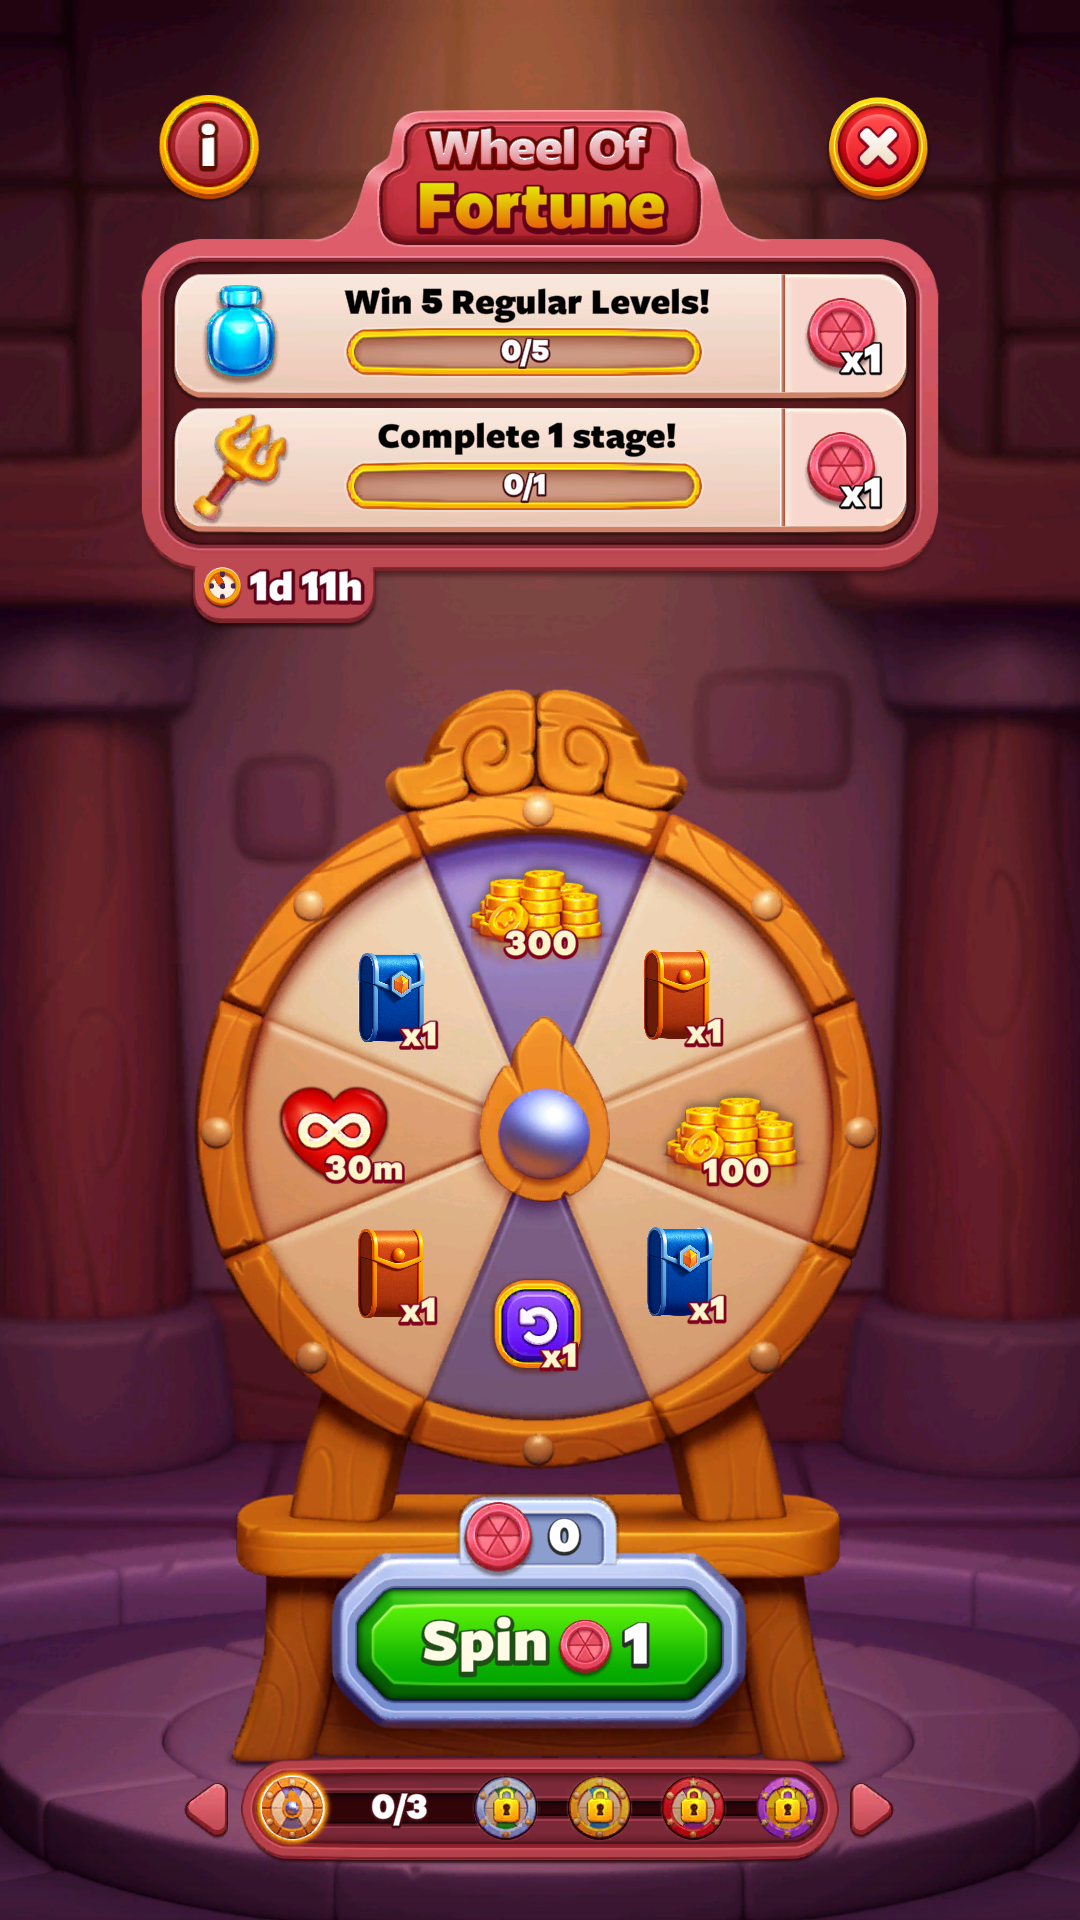 Wheel Of
Fortune
Win 5 Regular Levels!
0/5
x1
Complete 1 stage!
0/1
x1
1d 11h
300
x1
x1
30m
100
x1
x1
x1
0
Spin 1
0/3